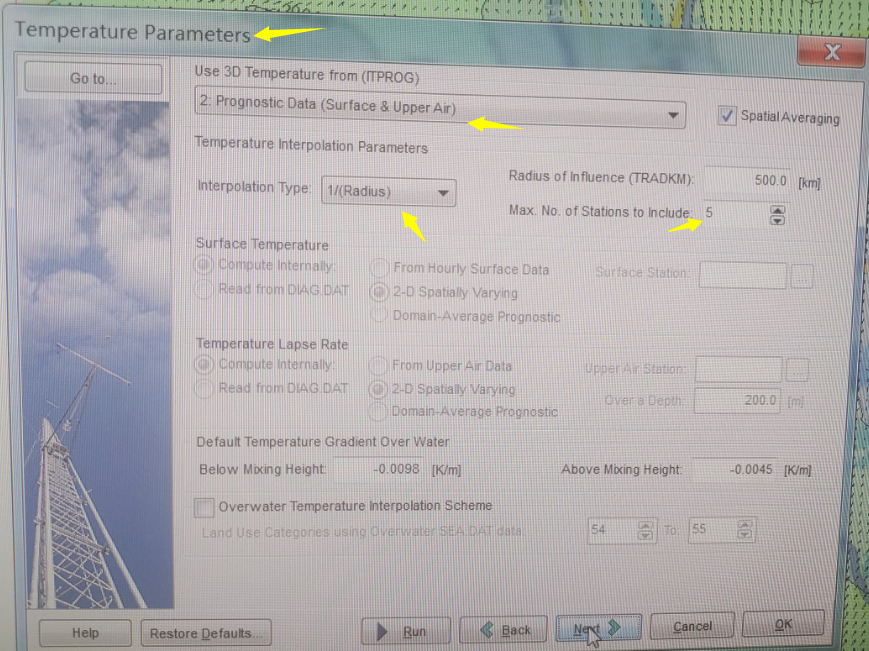 Temperature Parameters
Go to...
Use 3D Temperature from (ITPROG)
2: Prognostic Data (Surface & Upper Air)
Spatial Averaging
Temperature Interpolation Parameters
Interpolation Type: 1/(Radius)
Radius of Influence (TRADKM): 500.0 [km]
Max. No. of Stations to Include: 5
Surface Temperature
Compute Internally: From Hourly Surface Data Surface Station: ...
Read from DIAG.DAT 2-D Spatially Varying
Domain-Average Prognostic
Temperature Lapse Rate
Compute Internally: From Upper Air Data Upper Air Station: ...
Read from DIAG.DAT 2-D Spatially Varying
Over a Depth: 200.0 [m]
Domain-Average Prognostic
Default Temperature Gradient Over Water
Below Mixing Height: -0.0098 [K/m] Above Mixing Height: -0.0045 [K/m]
Overwater Temperature Interpolation Scheme
Land Use Categories using Overwater SEA.DAT data: 54 To: 55
Help Restore Defaults... Run Back Next Cancel OK